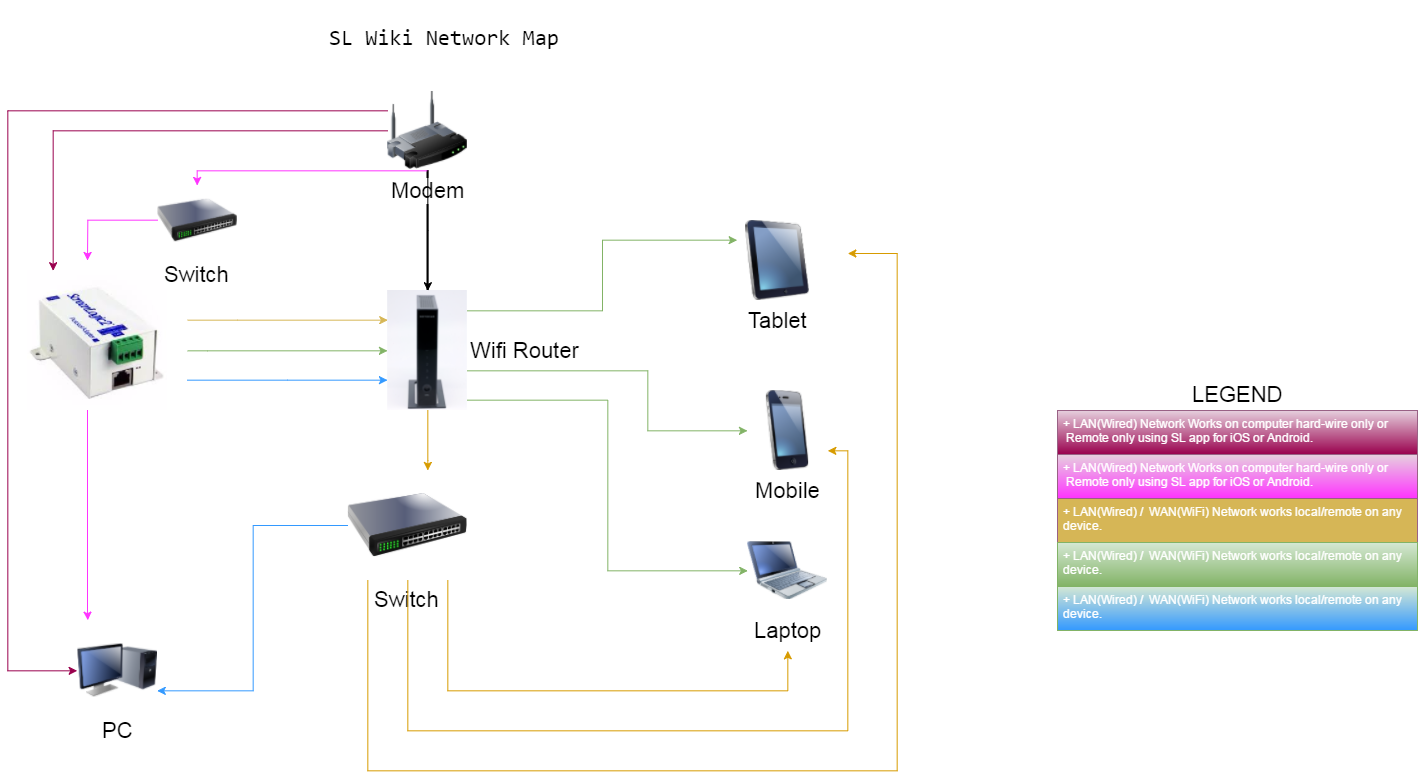 SL Wiki Network Map
Modem
Switch
ScreenLogic2
Tablet
Wifi Router
LEGEND
+ LAN(Wired) Network Works on computer hard-wire only or
Remote only using SL app for iOS or Android.
+ LAN(Wired) Network Works on computer hard-wire only or
Remote only using SL app for iOS or Android.
+ LAN(Wired) / WAN(WiFi) Network works local/remote on any
device.
+ LAN(Wired) / WAN(WiFi) Network works local/remote on any
device.
+ LAN(Wired) / WAN(WiFi) Network works local/remote on any
device.
Mobile
Switch
Laptop
PC